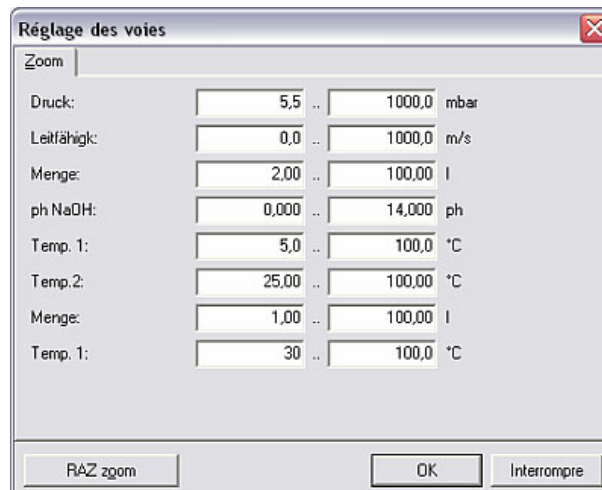 Réglage des voies
Zoom
Druck: 5,5 .. 1000,0 mbar
Leitfähigk: 0,0 .. 1000,0 m/s
Menge: 2,00 .. 100,00 l
ph NaOH: 0,000 .. 14,000 ph
Temp. 1: 5,0 .. 100,0 °C
Temp.2: 25,00 .. 100,00 °C
Menge: 1,00 .. 100,00 l
Temp. 1: 30 .. 100,0 °C
RAZ zoom OK Interrompre